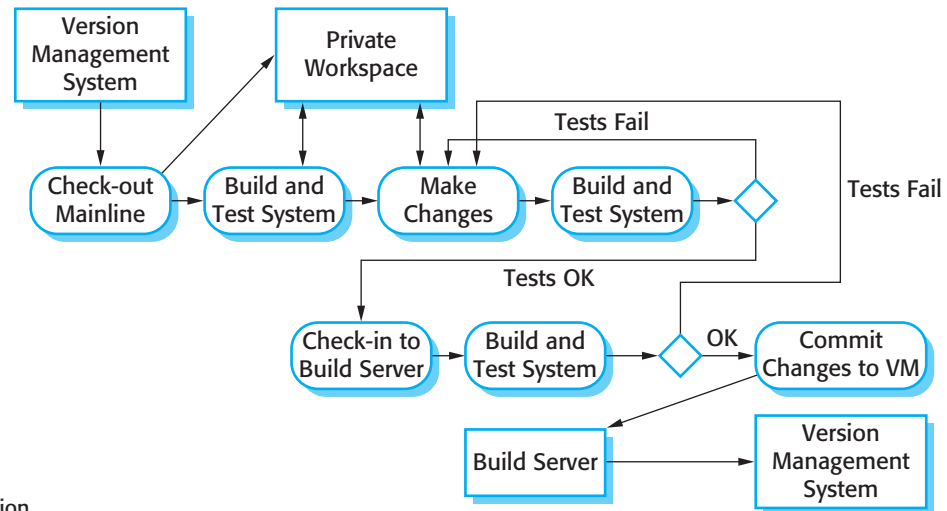 Version
Management
System
Private
Workspace
Tests Fail
Check-out
Mainline
Build and
Test System
Make
Changes
Build and
Test System
Tests Fail
Tests OK
Check-in to
Build Server
Build and
Test System
OK
Commit
Changes to VM
Build Server
Version
Management
System